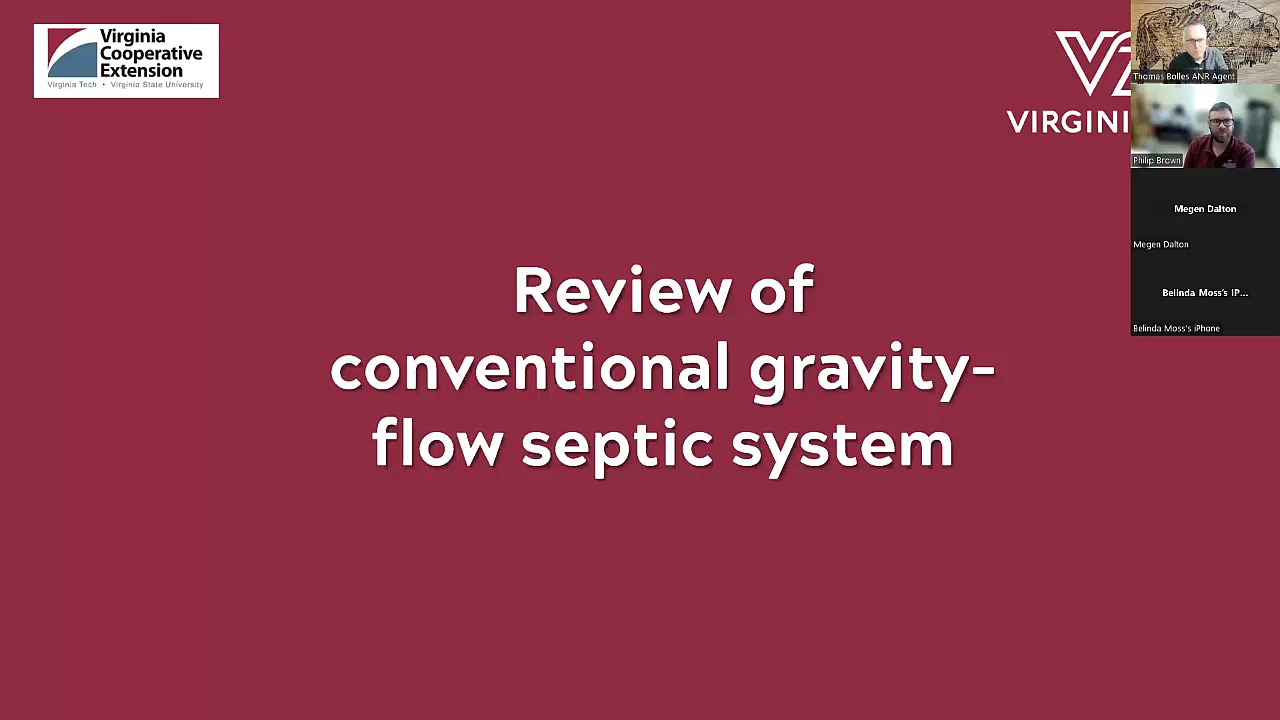 Virginia
Cooperative
Extension
Virginia Tech • Virginia State University
VIRGINI
Thomas Bolles ANR Agent
Philip Brown
Megen Dalton
Megen Dalton
Belinda Moss's IP...
Belinda Moss's iPhone
Review of
conventional gravity-
flow septic system